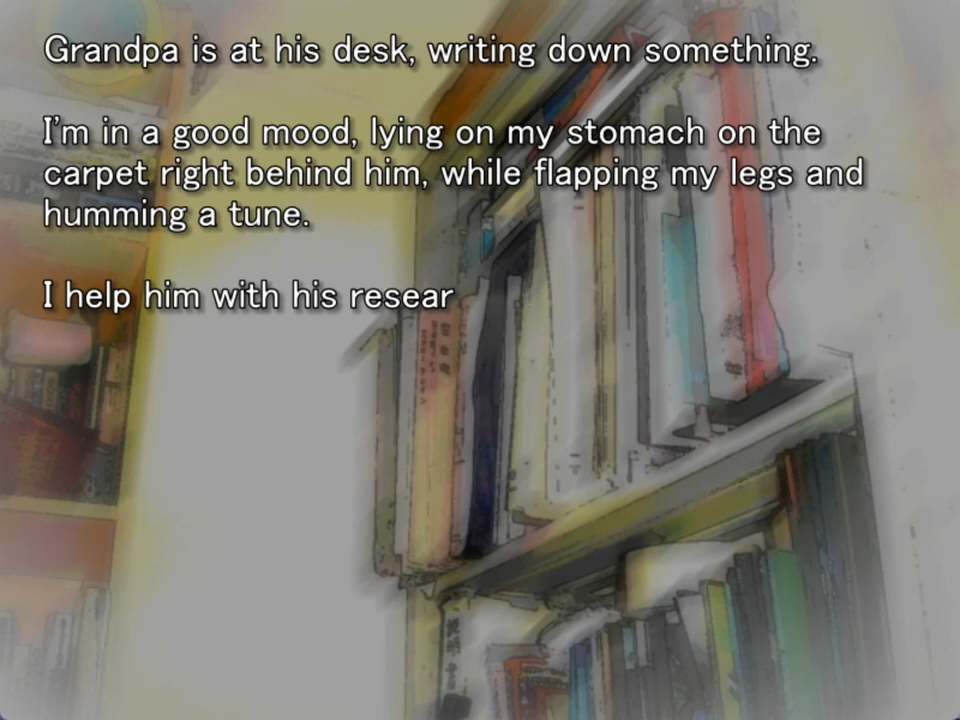 Grandpa is at his desk, writing down something.
I'm in a good mood, lying on my stomach on the
carpet right behind him, while flapping my legs and
humming a tune.
I help him with his resear